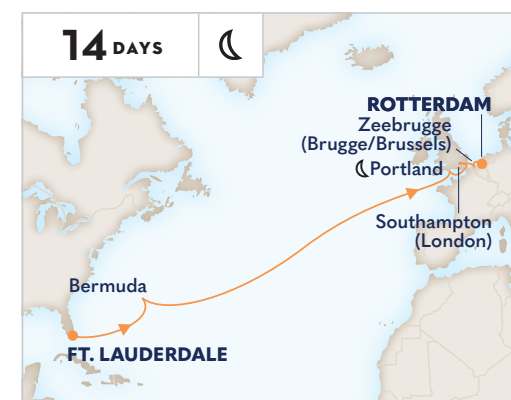 14 DAYS
ROTTERDAM
Zeebrugge
(Brugge/Brussels)
Portland
Southampton
(London)
Bermuda
FT. LAUDERDALE